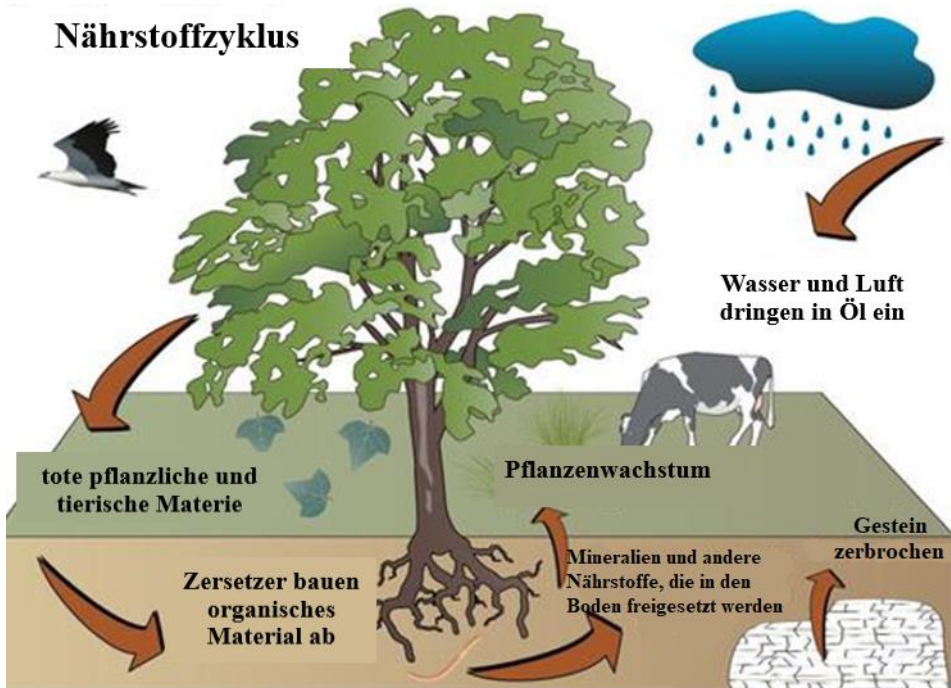 Nährstoffzyklus
Wasser und Luft
dringen in Öl ein
tote pflanzliche und
tierische Materie
Pflanzenwachstum
Gestein
zerbrochen
Zersetzer bauen
organisches
Material ab
Mineralien und andere
Nährstoffe, die in den
Boden freigesetzt werden